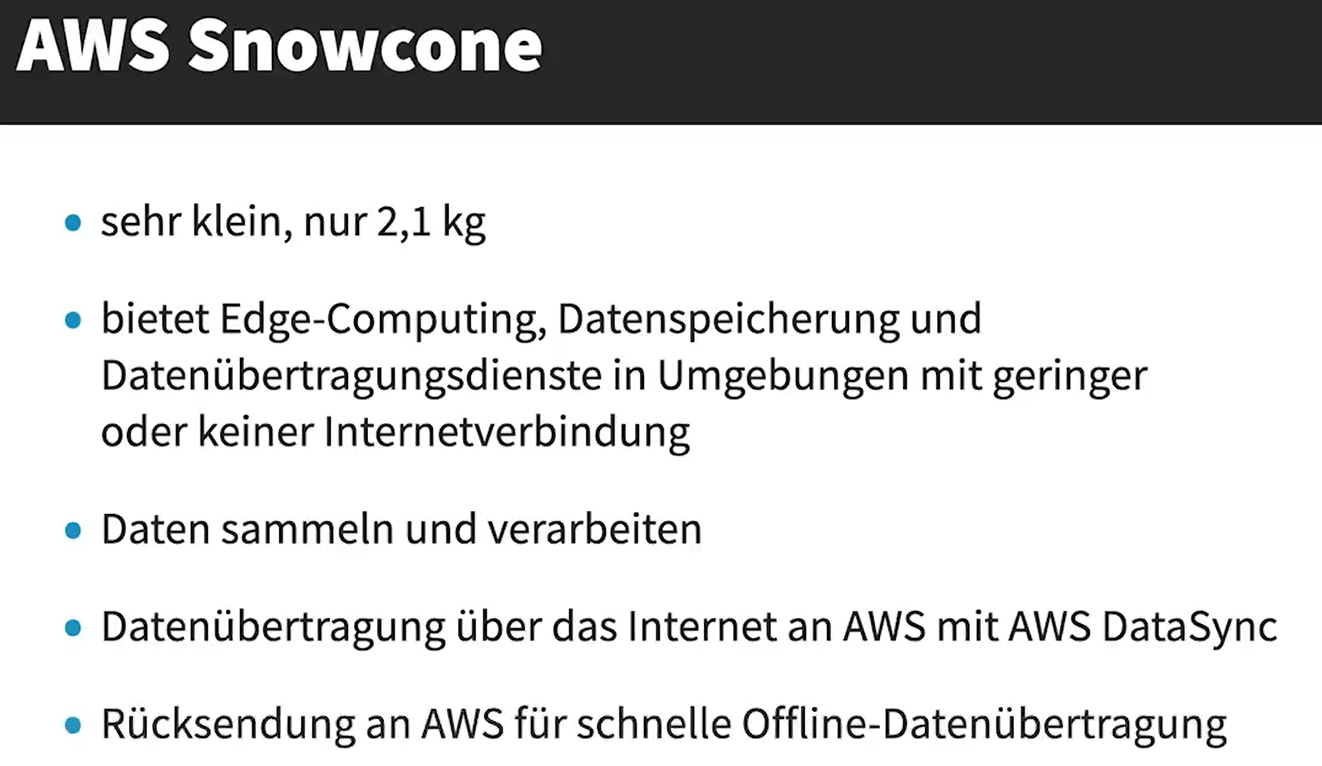 AWS Snowcone
• sehr klein, nur 2,1 kg
• bietet Edge-Computing, Datenspeicherung und
Datenübertragungsdienste in Umgebungen mit geringer
oder keiner Internetverbindung
• Daten sammeln und verarbeiten
• Datenübertragung über das Internet an AWS mit AWS DataSync
• Rücksendung an AWS für schnelle Offline-Datenübertragung